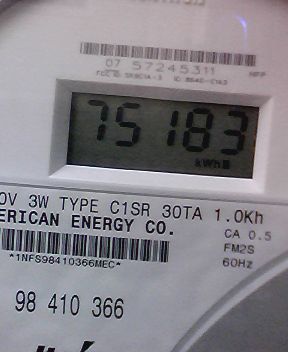 07 57245311
75183
kWh
0V 3W TYPE C1SR 30TA 1.0Kh
ERICAN ENERGY CO.
CA 0.5
FM2S
60Hz
*1NFS98410366MEC*
98 410 366